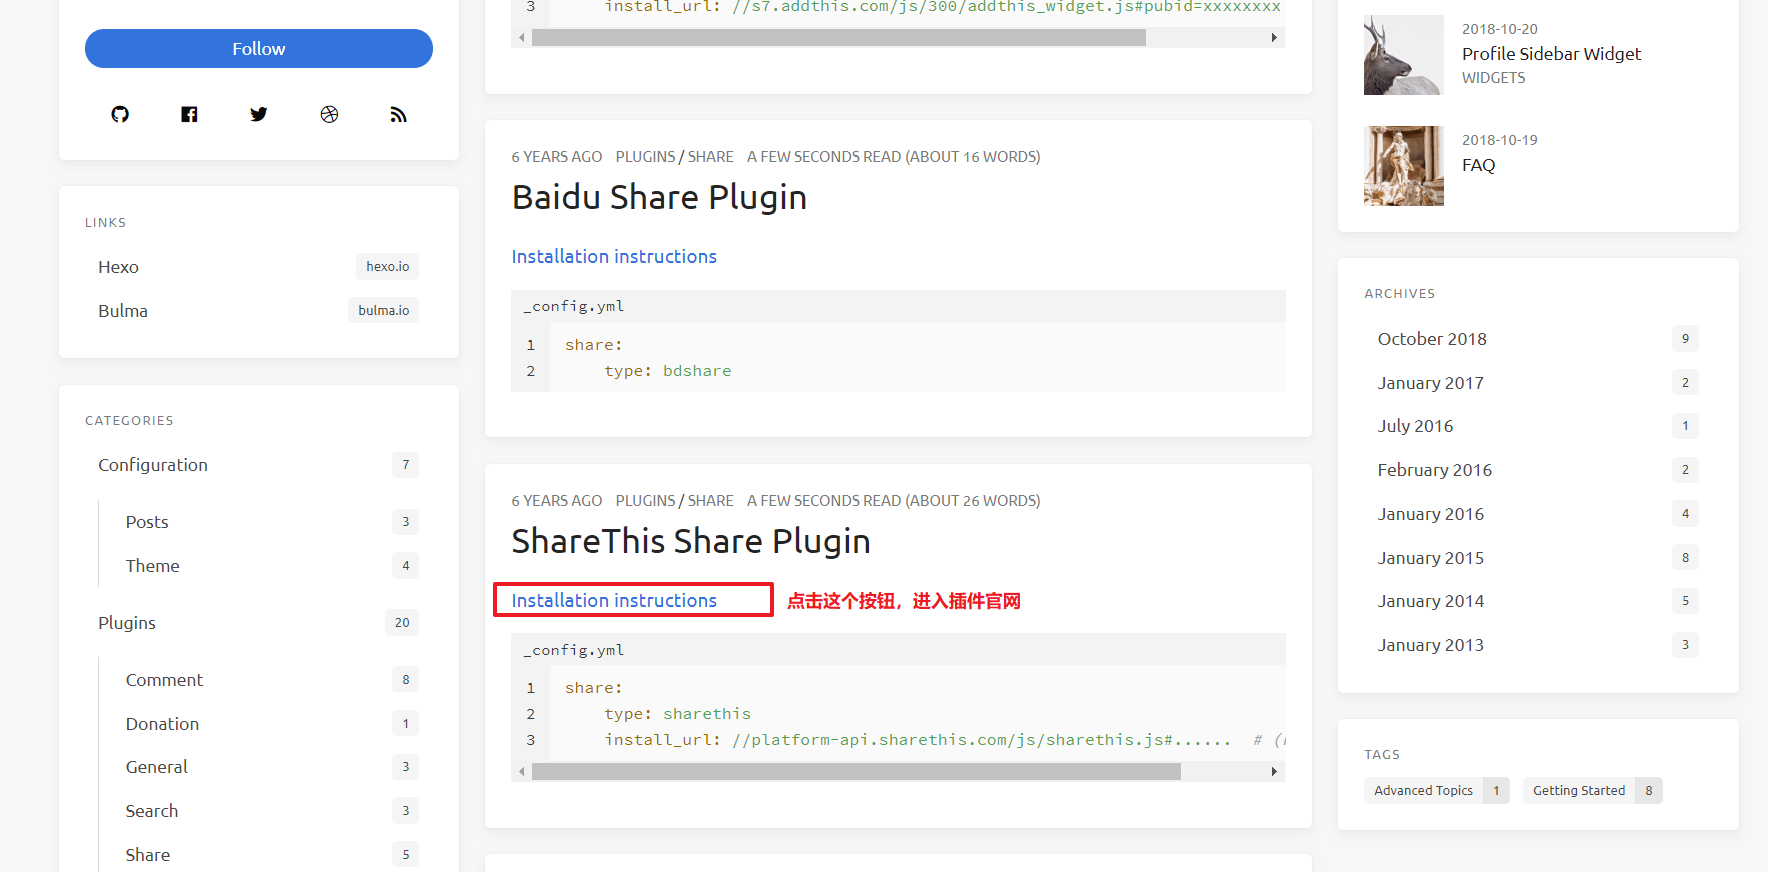 Follow
LINKS
Hexo hexo.io
Bulma bulma.io
CATEGORIES
Configuration 7
Posts 3
Theme 4
Plugins 20
Comment 8
Donation 1
General 3
Search 3
Share 5
3 install_url: //s7.addthis.com/js/300/addthis_widget.js#pubid=xxxxxxxx
6 YEARS AGO PLUGINS / SHARE A FEW SECONDS READ (ABOUT 16 WORDS)
Baidu Share Plugin
Installation instructions
_config.yml
1 share:
2 type: bdshare
6 YEARS AGO PLUGINS / SHARE A FEW SECONDS READ (ABOUT 26 WORDS)
ShareThis Share Plugin
Installation instructions 点击这个按钮，进入插件官网
_config.yml
1 share:
2 type: sharethis
3 install_url: //platform-api.sharethis.com/js/sharethis.js#...... # (
2018-10-20
Profile Sidebar Widget
WIDGETS
2018-10-19
FAQ
ARCHIVES
October 2018 9
January 2017 2
July 2016 1
February 2016 2
January 2016 4
January 2015 8
January 2014 5
January 2013 3
TAGS
Advanced Topics 1 Getting Started 8